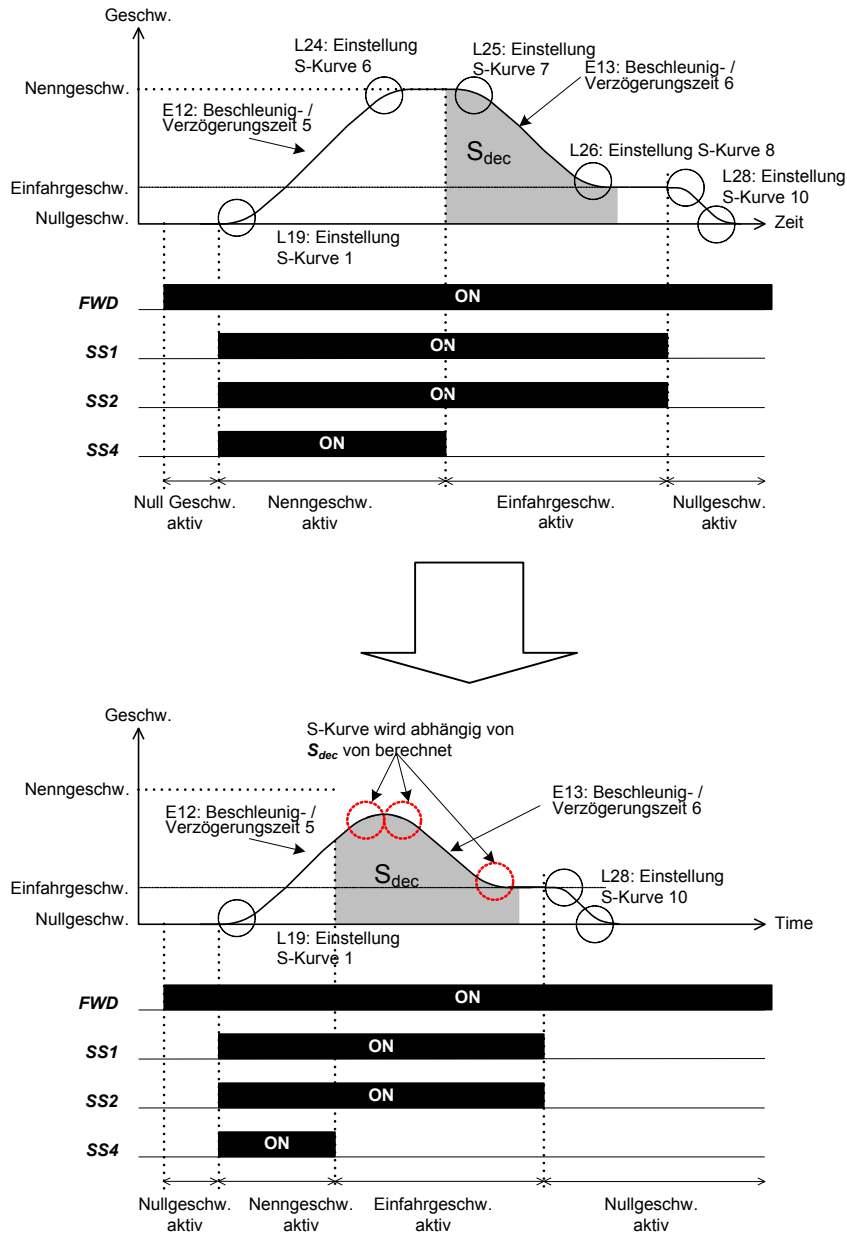 Geschw.
L24: Einstellung
S-Kurve 6
L25: Einstellung
S-Kurve 7
E13: Beschleunig- /
Verzögerungszeit 6
Nenngeschw.
E12: Beschleunig- /
Verzögerungszeit 5
Sdec
L26: Einstellung S-Kurve 8
L28: Einstellung
S-Kurve 10
Einfahrgeschw.
Nullgeschw.
Zeit
L19: Einstellung
S-Kurve 1
FWD
ON
SS1
ON
SS2
ON
SS4
ON
Null Geschw.
aktiv
Nenngeschw.
aktiv
Einfahrgeschw.
aktiv
Nullgeschw.
aktiv
Geschw.
S-Kurve wird abhängig von
Sdec von berechnet
Nenngeschw.
E12: Beschleunig- /
Verzögerungszeit 5
E13: Beschleunig- /
Verzögerungszeit 6
Sdec
L28: Einstellung
S-Kurve 10
Einfahrgeschw.
Nullgeschw.
Time
L19: Einstellung
S-Kurve 1
FWD
ON
SS1
ON
SS2
ON
SS4
ON
Nullgeschw.
aktiv
Nenngeschw.
aktiv
Einfahrgeschw.
aktiv
Nullgeschw.
aktiv